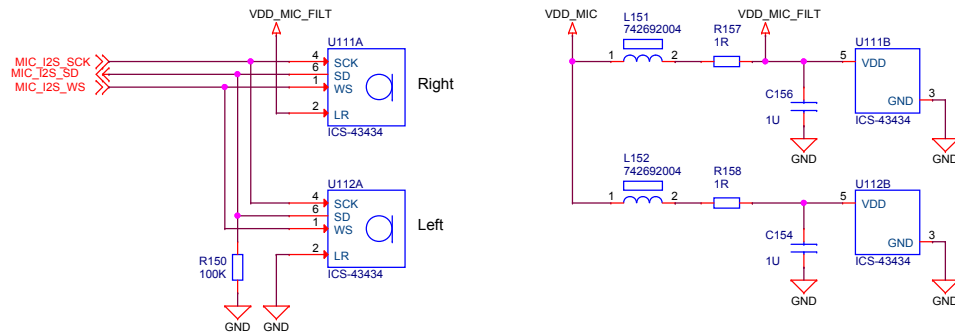 VDD_MIC_FILT
U111A
MIC_I2S_SCK
4
SCK
MIC_I2S_SD
6
SD
MIC_I2S_WS
1
WS
Right
2
LR
ICS-43434
U112A
4
SCK
6
SD
1
WS
Left
2
LR
ICS-43434
R150
100K
GND
GND
VDD_MIC
VDD_MIC_FILT
L151
742692004
1
2
R157
1R
U111B
5
VDD
C156
1U
GND
3
ICS-43434
GND
GND
L152
742692004
1
2
R158
1R
U112B
5
VDD
C154
1U
GND
3
ICS-43434
GND
GND